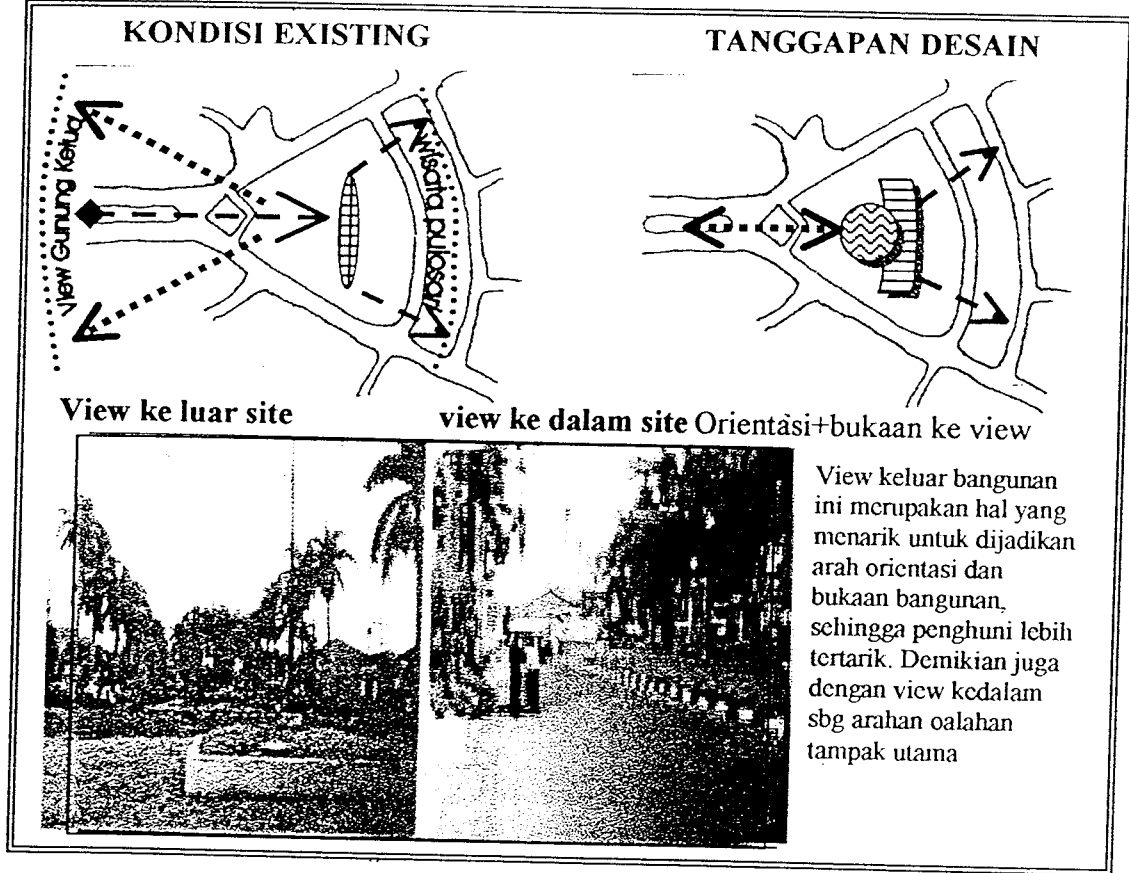 KONDISI EXISTING
TANGGAPAN DESAIN
View Gunung Ketug
Wisata pulosari
View ke luar site
view ke dalam site Orientasi+bukaan ke view
View keluar bangunan
ini merupakan hal yang
menarik untuk dijadikan
arah orientasi dan
bukaan bangunan,
sehingga penghuni lebih
tertarik. Demikian juga
dengan view kedalam
sbg arahan oalahan
tampak utama